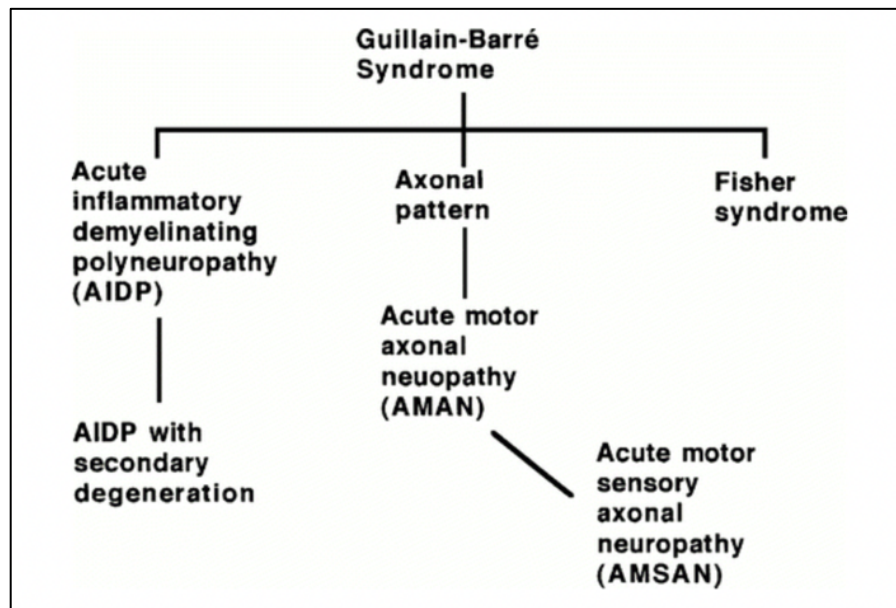 Guillain-Barré
Syndrome
Acute
inflammatory
demyelinating
polyneuropathy
(AIDP)
Axonal
pattern
Fisher
syndrome
Acute motor
axonal
neuopathy
(AMAN)
AIDP with
secondary
degeneration
Acute motor
sensory
axonal
neuropathy
(AMSAN)